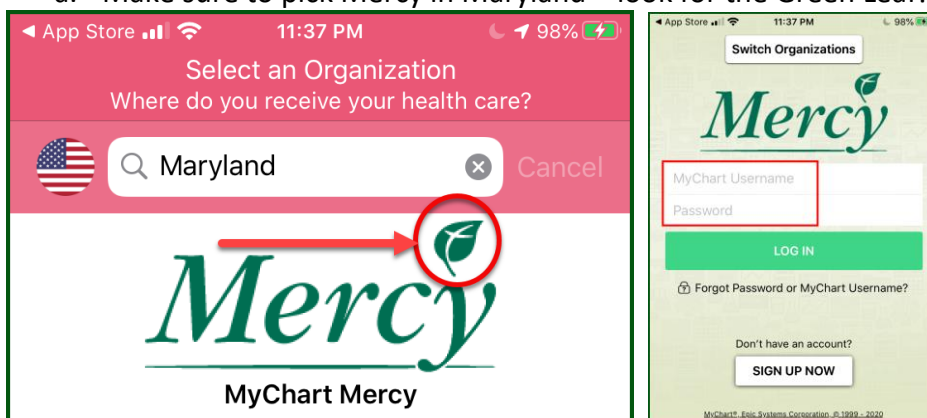 a. Make sure to pick Mercy in Maryland – look for the Green Leaf
App Store
11:37 PM
98%
Select an Organization
Where do you receive your health care?
Maryland
Cancel
Mercy
MyChart Mercy
App Store
11:37 PM
98%
Switch Organizations
Mercy
MyChart Username
Password
LOG IN
Forgot Password or MyChart Username?
Don't have an account?
SIGN UP NOW
MyChart®, Epic Systems Corporation, © 1999 - 2020